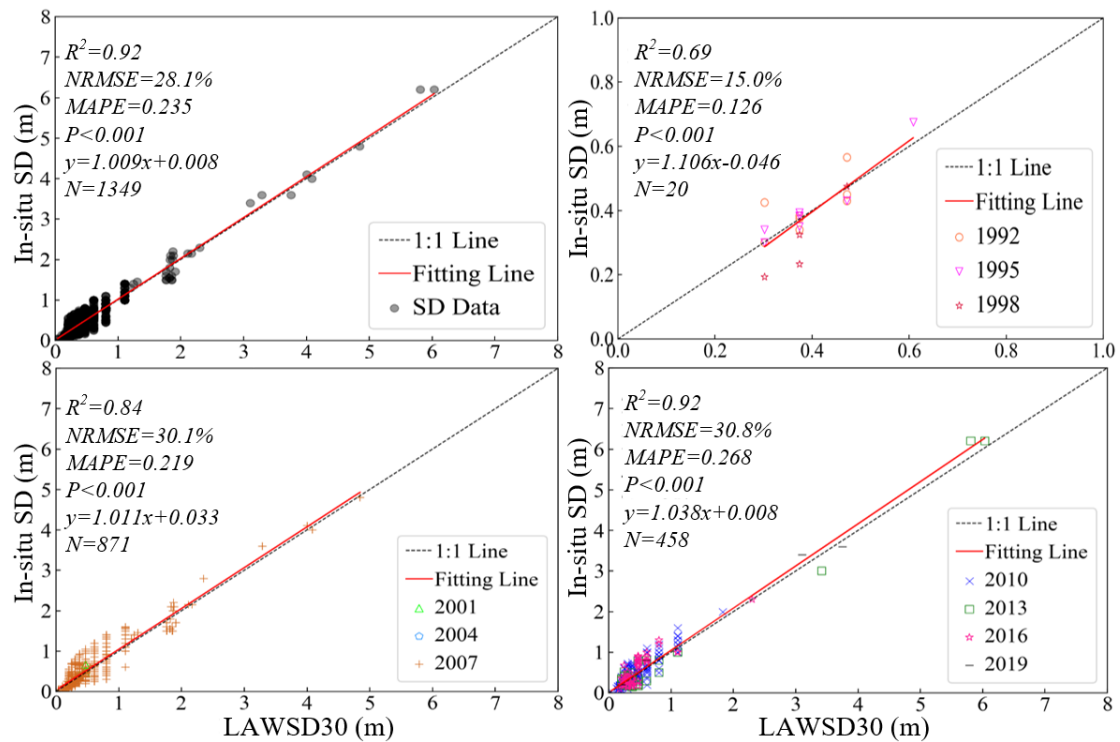 In-situ SD (m)
8
7
6
5
4
3
2
1
0
R²=0.92
NRMSE=28.1%
MAPE=0.235
P<0.001
y=1.009x+0.008
N=1349
1:1 Line
Fitting Line
SD Data
0 1 2 3 4 5 6 7 8
In-situ SD (m)
1.0
0.8
0.6
0.4
0.2
0.0
R²=0.69
NRMSE=15.0%
MAPE=0.126
P<0.001
y=1.106x-0.046
N=20
1:1 Line
Fitting Line
1992
1995
1998
0.0 0.2 0.4 0.6 0.8 1.0
In-situ SD (m)
8
7
6
5
4
3
2
1
0
R²=0.84
NRMSE=30.1%
MAPE=0.219
P<0.001
y=1.011x+0.033
N=871
1:1 Line
Fitting Line
2001
2004
2007
0 1 2 3 4 5 6 7 8
LAWSD30 (m)
In-situ SD (m)
8
7
6
5
4
3
2
1
0
R²=0.92
NRMSE=30.8%
MAPE=0.268
P<0.001
y=1.038x+0.008
N=458
1:1 Line
Fitting Line
2010
2013
2016
2019
0 1 2 3 4 5 6 7 8
LAWSD30 (m)